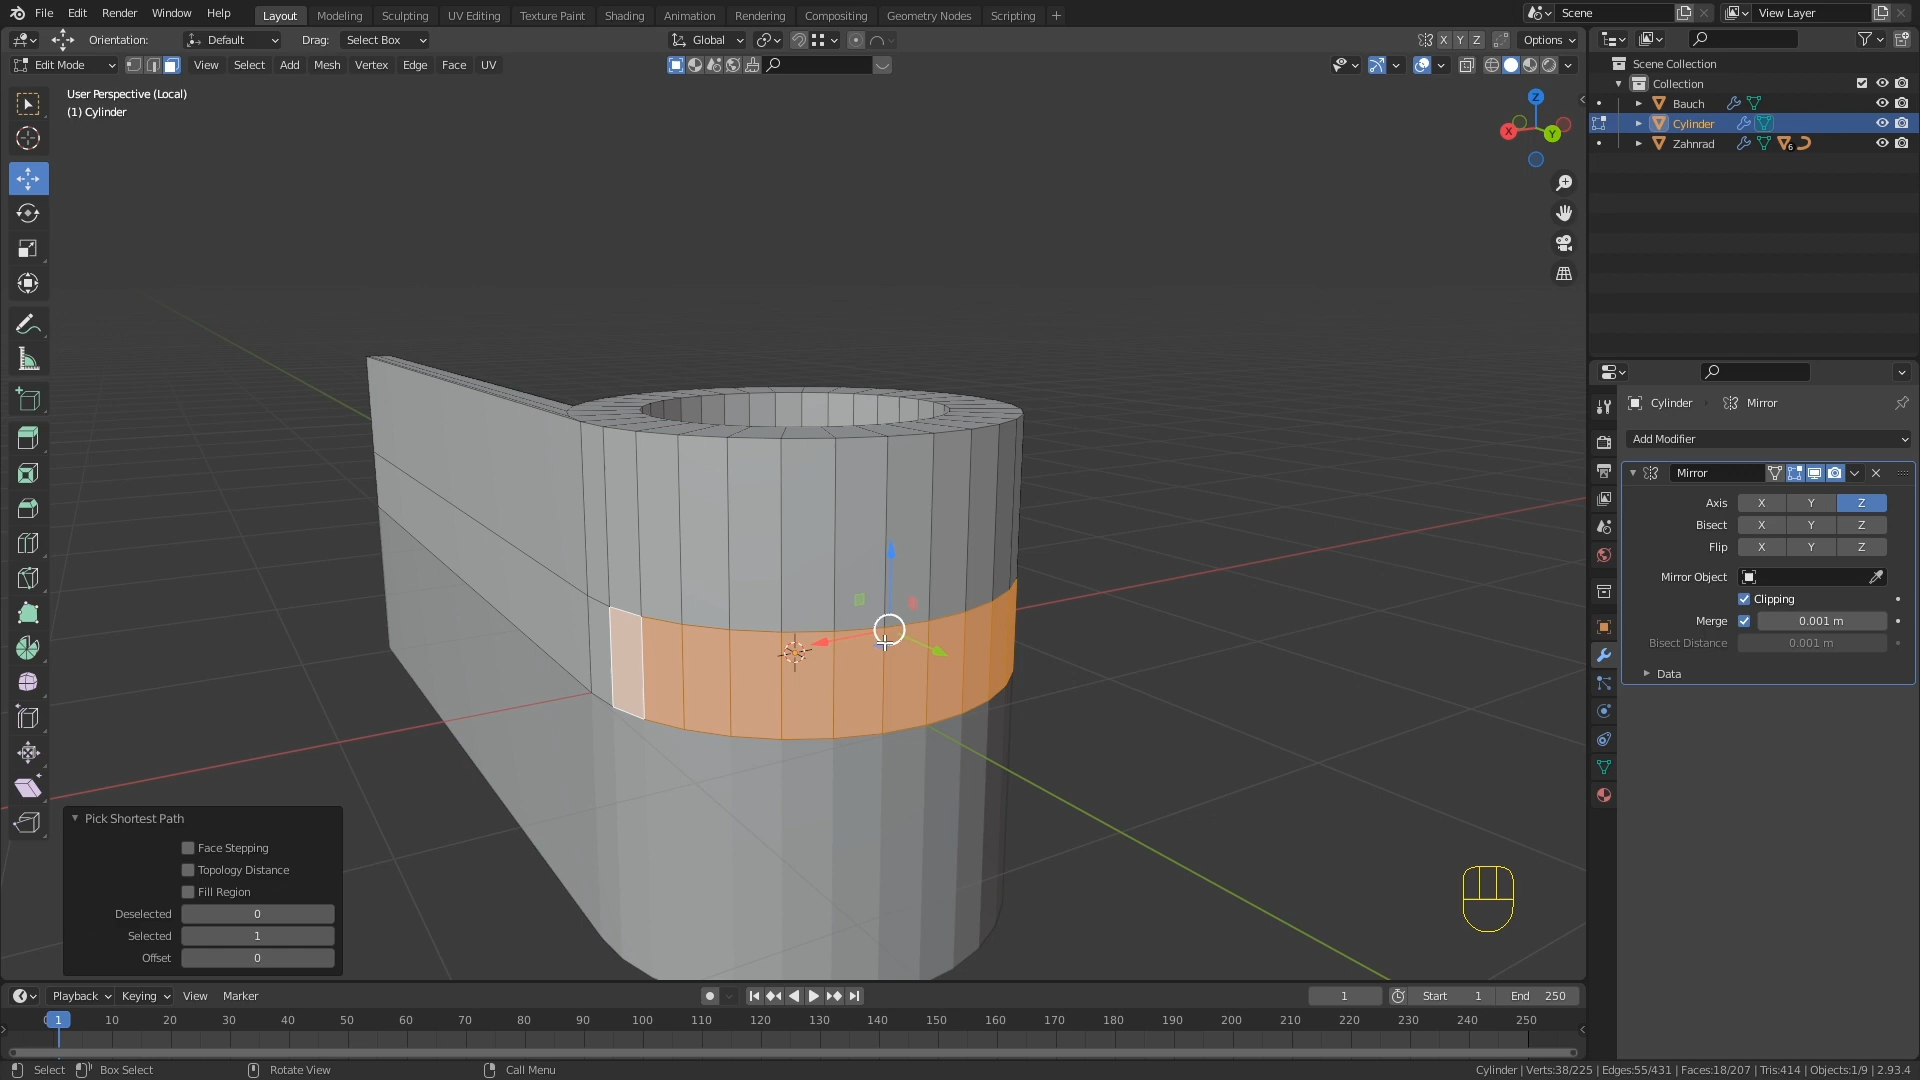 File Edit Render Window Help Layout Modeling Sculpting UV Editing Texture Paint Shading Animation Rendering Compositing Geometry Nodes Scripting + Scene View Layer
Orientation: Default Drag: Select Box Global X Y Z Options
Edit Mode View Select Add Mesh Vertex Edge Face UV
User Perspective (Local)
(1) Cylinder
Z
X
Y
Scene Collection
Collection
Bauch
Cylinder
Zahnrad 6
Cylinder Mirror
Add Modifier
Mirror
Axis X Y Z
Bisect X Y Z
Flip X Y Z
Mirror Object
Clipping
Merge 0.001 m
Bisect Distance 0.001 m
Data
Pick Shortest Path
Face Stepping
Topology Distance
Fill Region
Deselected 0
Selected 1
Offset 0
Playback Keying View Marker 1 Start 1 End 250
1 10 20 30 40 50 60 70 80 90 100 110 120 130 140 150 160 170 180 190 200 210 220 230 240 250
Select Box Select Rotate View Call Menu Cylinder | Verts:38/225 | Edges:55/431 | Faces:18/207 | Tris:414 | Objects:1/9 | 2.93.4